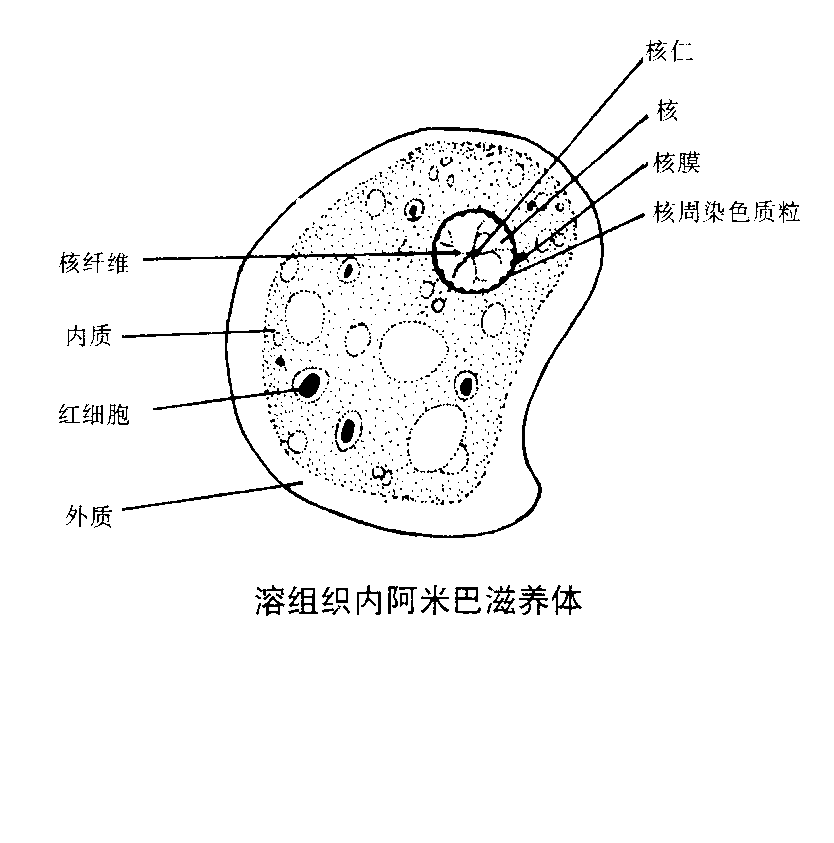 核仁
核
核膜
核周染色质粒
核纤维
内质
红细胞
外质
溶组织内阿米巴滋养体